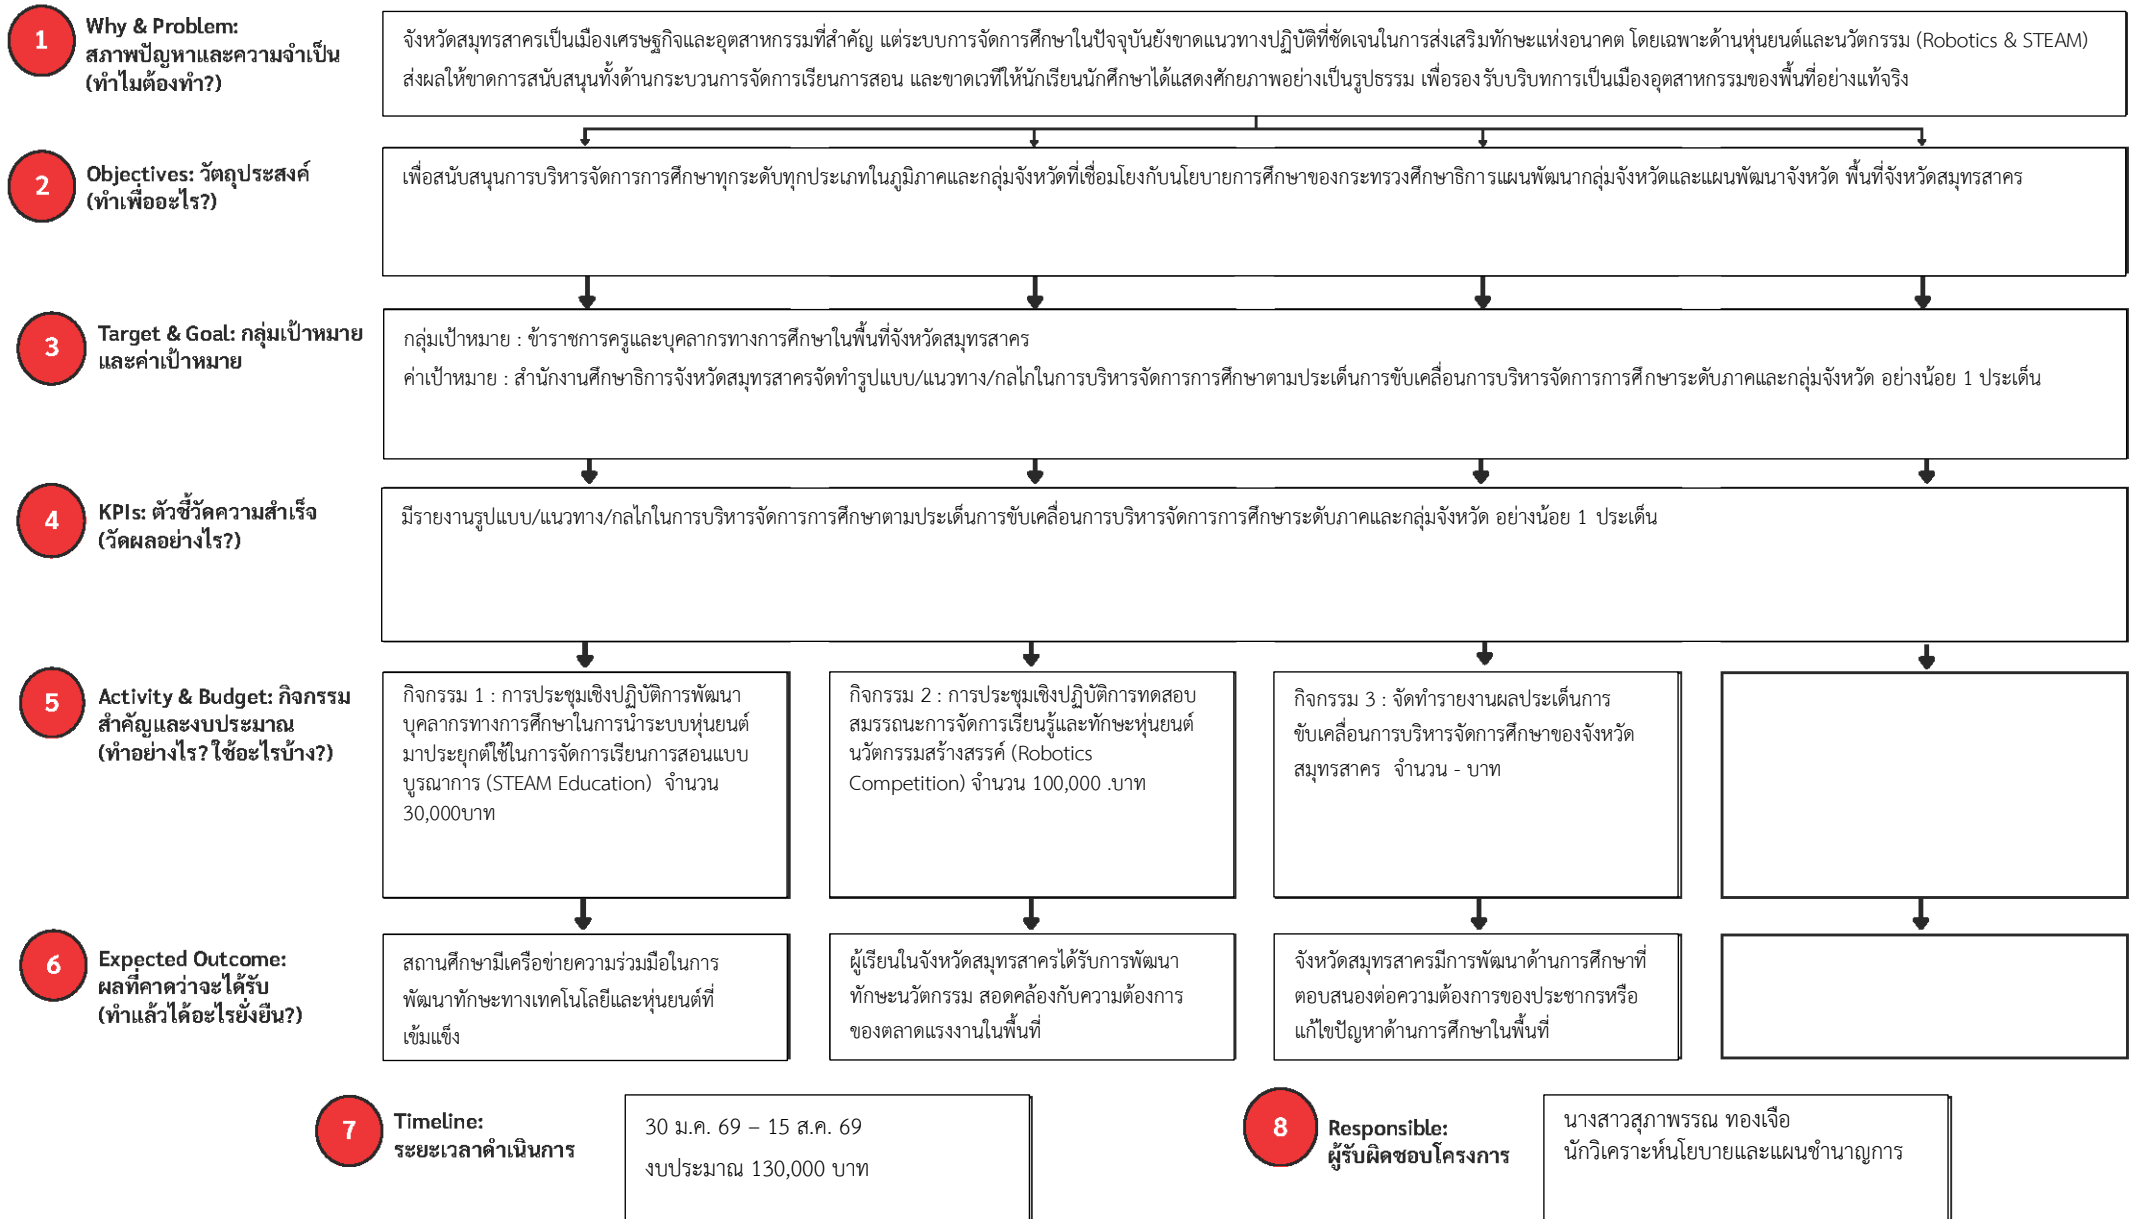 1
Why & Problem:
สภาพปัญหาและความจำเป็น
(ทำไมต้องทำ?)
จังหวัดสมุทรสาครเป็นเมืองเศรษฐกิจและอุตสาหกรรมที่สำคัญ แต่ระบบการจัดการศึกษาในปัจจุบันยังขาดแนวทางปฏิบัติที่ชัดเจนในการส่งเสริมทักษะแห่งอนาคต โดยเฉพาะด้านหุ่นยนต์และนวัตกรรม (Robotics & STEAM)
ส่งผลให้ขาดการสนับสนุนทั้งด้านกระบวนการจัดการเรียนการสอน และขาดเวทีให้นักเรียนนักศึกษาได้แสดงศักยภาพอย่างเป็นรูปธรรม เพื่อรองรับบริบทการเป็นเมืองอุตสาหกรรมของพื้นที่อย่างแท้จริง
2
Objectives: วัตถุประสงค์
(ทำเพื่ออะไร?)
เพื่อสนับสนุนการบริหารจัดการการศึกษาทุกระดับทุกประเภทในภูมิภาคและกลุ่มจังหวัดที่เชื่อมโยงกับนโยบายการศึกษาของกระทรวงศึกษาธิการแผนพัฒนากลุ่มจังหวัดและแผนพัฒนาจังหวัด พื้นที่จังหวัดสมุทรสาคร
3
Target & Goal: กลุ่มเป้าหมาย
และค่าเป้าหมาย
กลุ่มเป้าหมาย : ข้าราชการครูและบุคลากรทางการศึกษาในพื้นที่จังหวัดสมุทรสาคร
ค่าเป้าหมาย : สำนักงานศึกษาธิการจังหวัดสมุทรสาครจัดทำรูปแบบ/แนวทาง/กลไกในการบริหารจัดการการศึกษาตามประเด็นการขับเคลื่อนการบริหารจัดการการศึกษาระดับภาคและกลุ่มจังหวัด อย่างน้อย 1 ประเด็น
4
KPIs: ตัวชี้วัดความสำเร็จ
(วัดผลอย่างไร?)
มีรายงานรูปแบบ/แนวทาง/กลไกในการบริหารจัดการการศึกษาตามประเด็นการขับเคลื่อนการบริหารจัดการการศึกษาระดับภาคและกลุ่มจังหวัด อย่างน้อย 1 ประเด็น
5
Activity & Budget: กิจกรรม
สำคัญและงบประมาณ
(ทำอย่างไร? ใช้อะไรบ้าง?)
กิจกรรม 1 : การประชุมเชิงปฏิบัติการพัฒนา
บุคลากรทางการศึกษาในการนำระบบหุ่นยนต์
มาประยุกต์ใช้ในการจัดการเรียนการสอนแบบ
บูรณาการ (STEAM Education) จำนวน
30,000บาท
กิจกรรม 2 : การประชุมเชิงปฏิบัติการทดสอบ
สมรรถนะการจัดการเรียนรู้และทักษะหุ่นยนต์
นวัตกรรมสร้างสรรค์ (Robotics
Competition) จำนวน 100,000 .บาท
กิจกรรม 3 : จัดทำรายงานผลประเด็นการ
ขับเคลื่อนการบริหารจัดการศึกษาของจังหวัด
สมุทรสาคร จำนวน - บาท
6
Expected Outcome:
ผลที่คาดว่าจะได้รับ
(ทำแล้วได้อะไรยั่งยืน?)
สถานศึกษามีเครือข่ายความร่วมมือในการ
พัฒนาทักษะทางเทคโนโลยีและหุ่นยนต์ที่
เข้มแข็ง
ผู้เรียนในจังหวัดสมุทรสาครได้รับการพัฒนา
ทักษะนวัตกรรม สอดคล้องกับความต้องการ
ของตลาดแรงงานในพื้นที่
จังหวัดสมุทรสาครมีการพัฒนาด้านการศึกษาที่
ตอบสนองต่อความต้องการของประชากรหรือ
แก้ไขปัญหาด้านการศึกษาในพื้นที่
7
Timeline:
ระยะเวลาดำเนินการ
30 ม.ค. 69 – 15 ส.ค. 69
งบประมาณ 130,000 บาท
8
Responsible:
ผู้รับผิดชอบโครงการ
นางสาวสุภาพรรณ ทองเจือ
นักวิเคราะห์นโยบายและแผนชำนาญการ